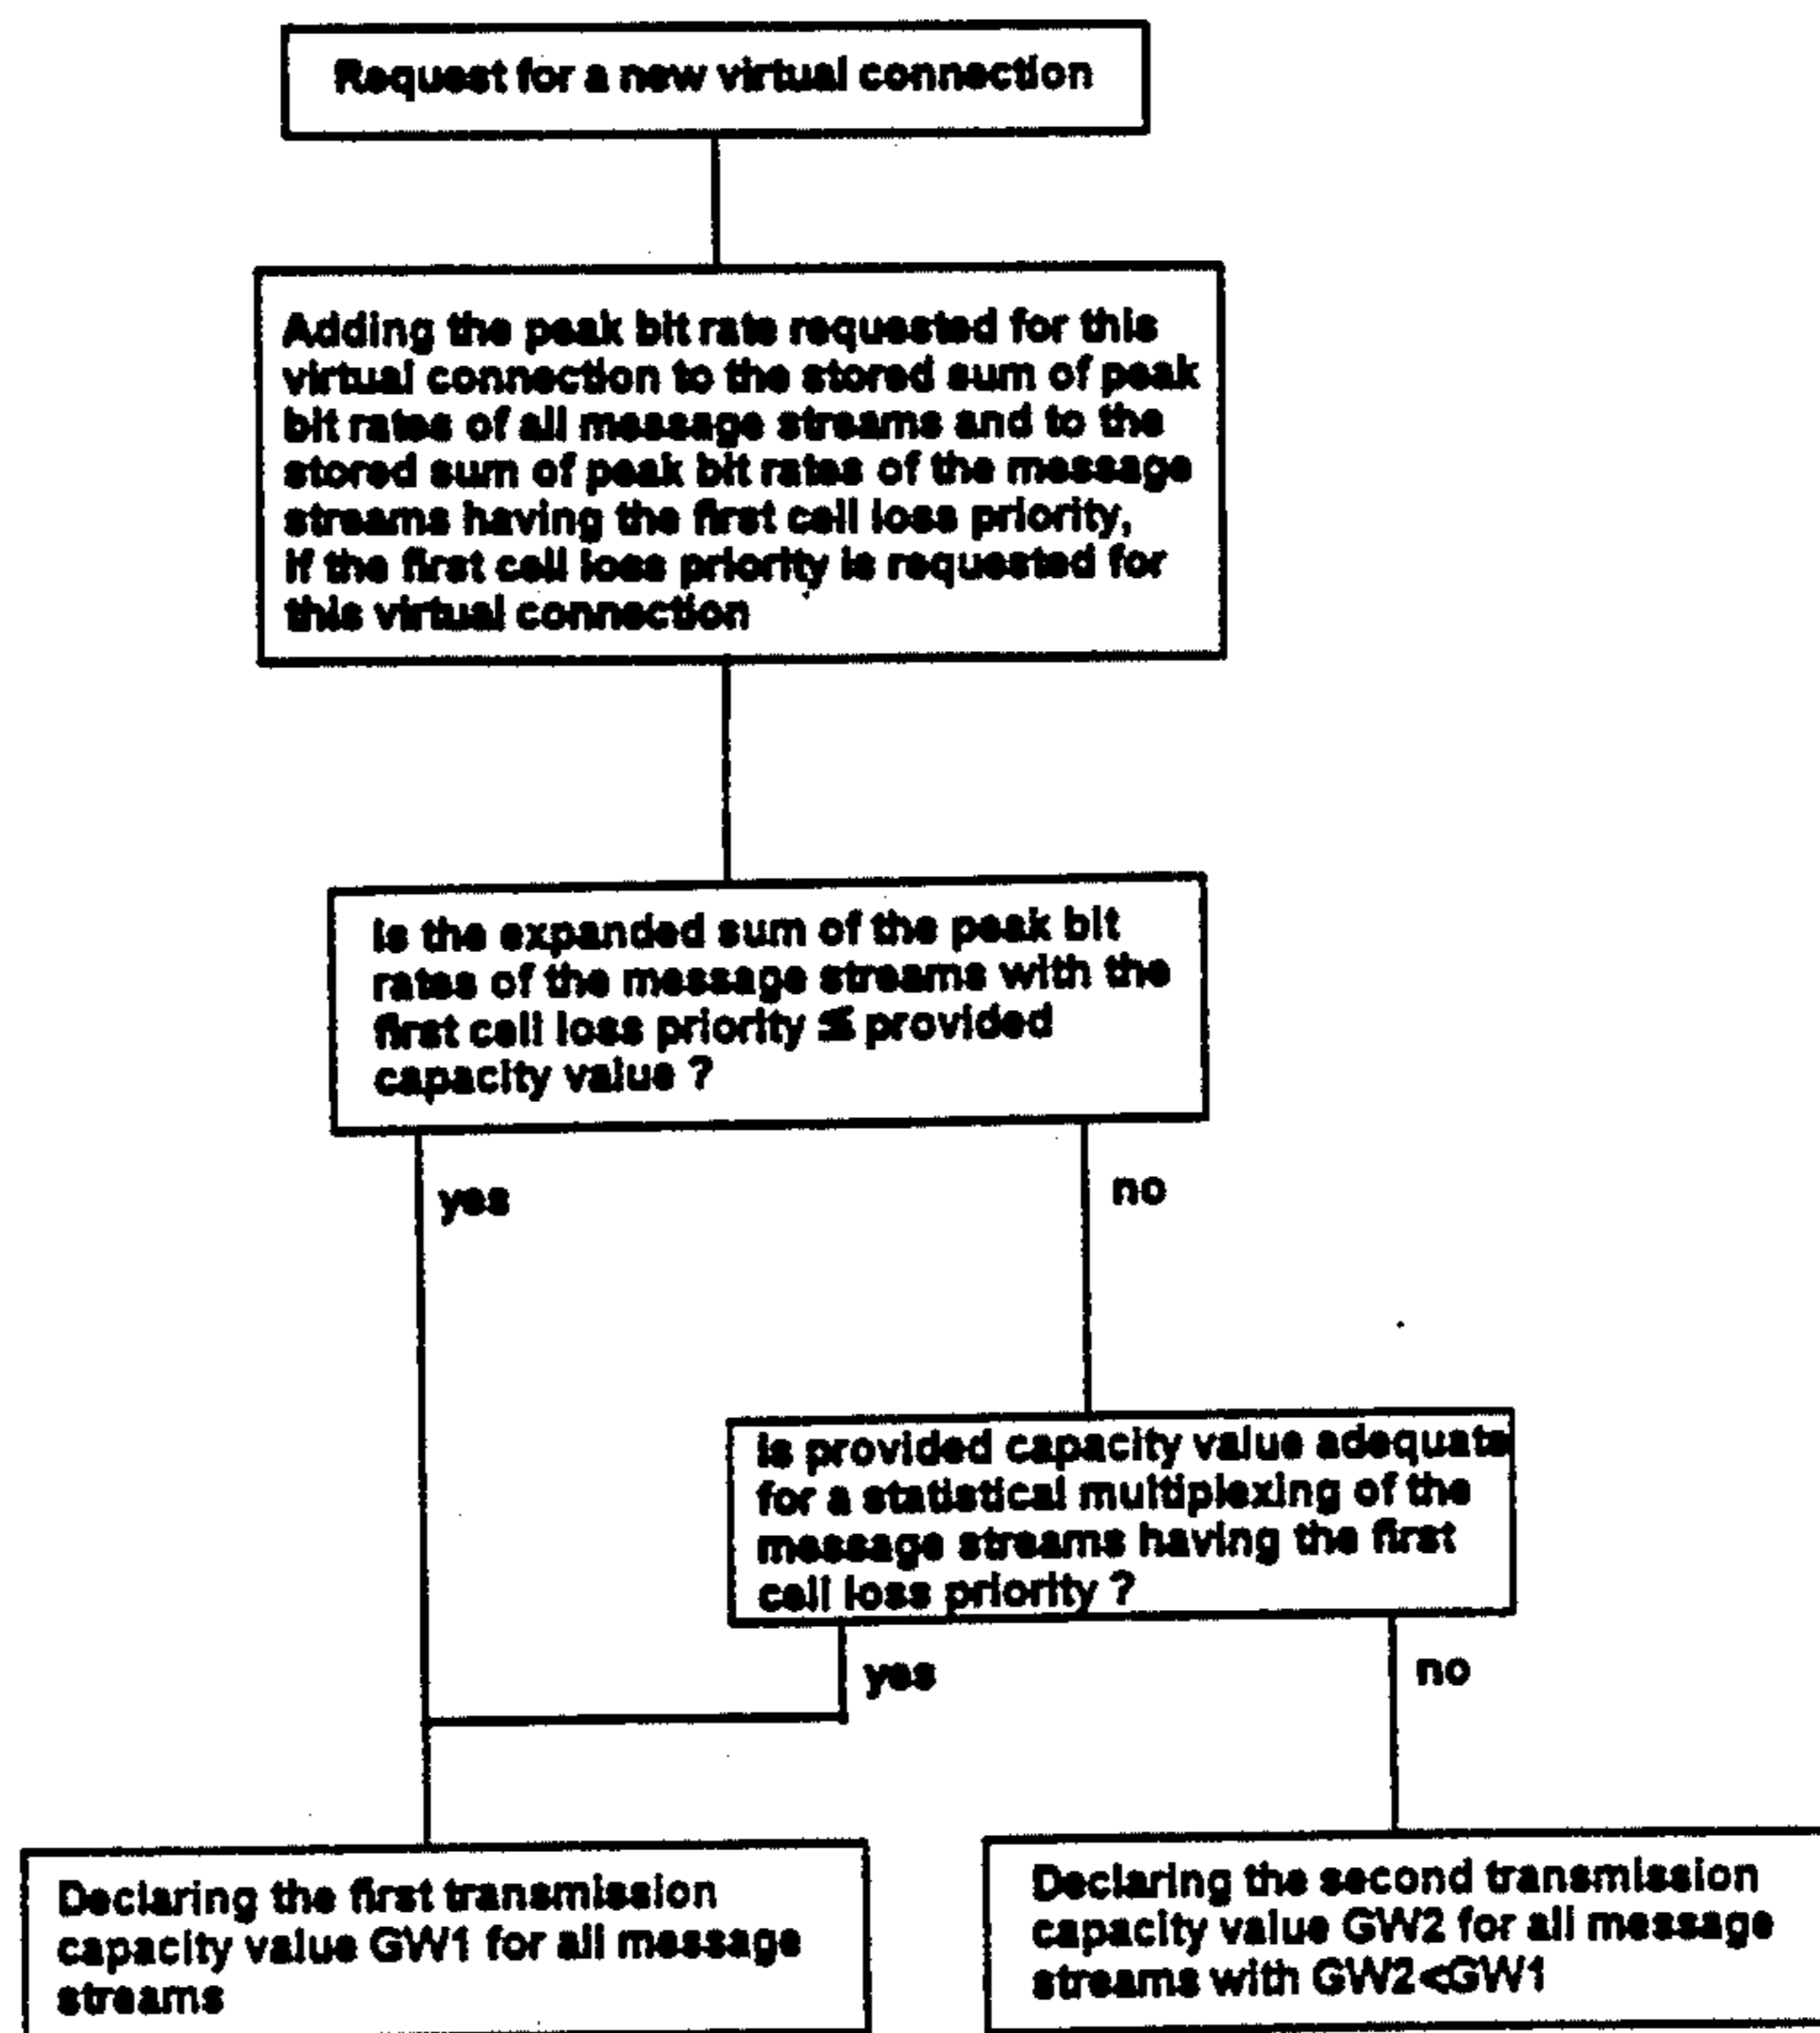 Request for a new virtual connection
Adding the peak bit rate requested for this
virtual connection to the stored sum of peak
bit rates of all message streams and to the
stored sum of peak bit rates of the message
streams having the first cell loss priority,
if the first cell loss priority is requested for
this virtual connection
Is the expanded sum of the peak bit
rates of the message streams with the
first cell loss priority ≦ provided
capacity value ?
yes
no
Is provided capacity value adequate
for a statistical multiplexing of the
message streams having the first
cell loss priority ?
yes
no
Declaring the first transmission
capacity value GW1 for all message
streams
Declaring the second transmission
capacity value GW2 for all message
streams with GW2<GW1